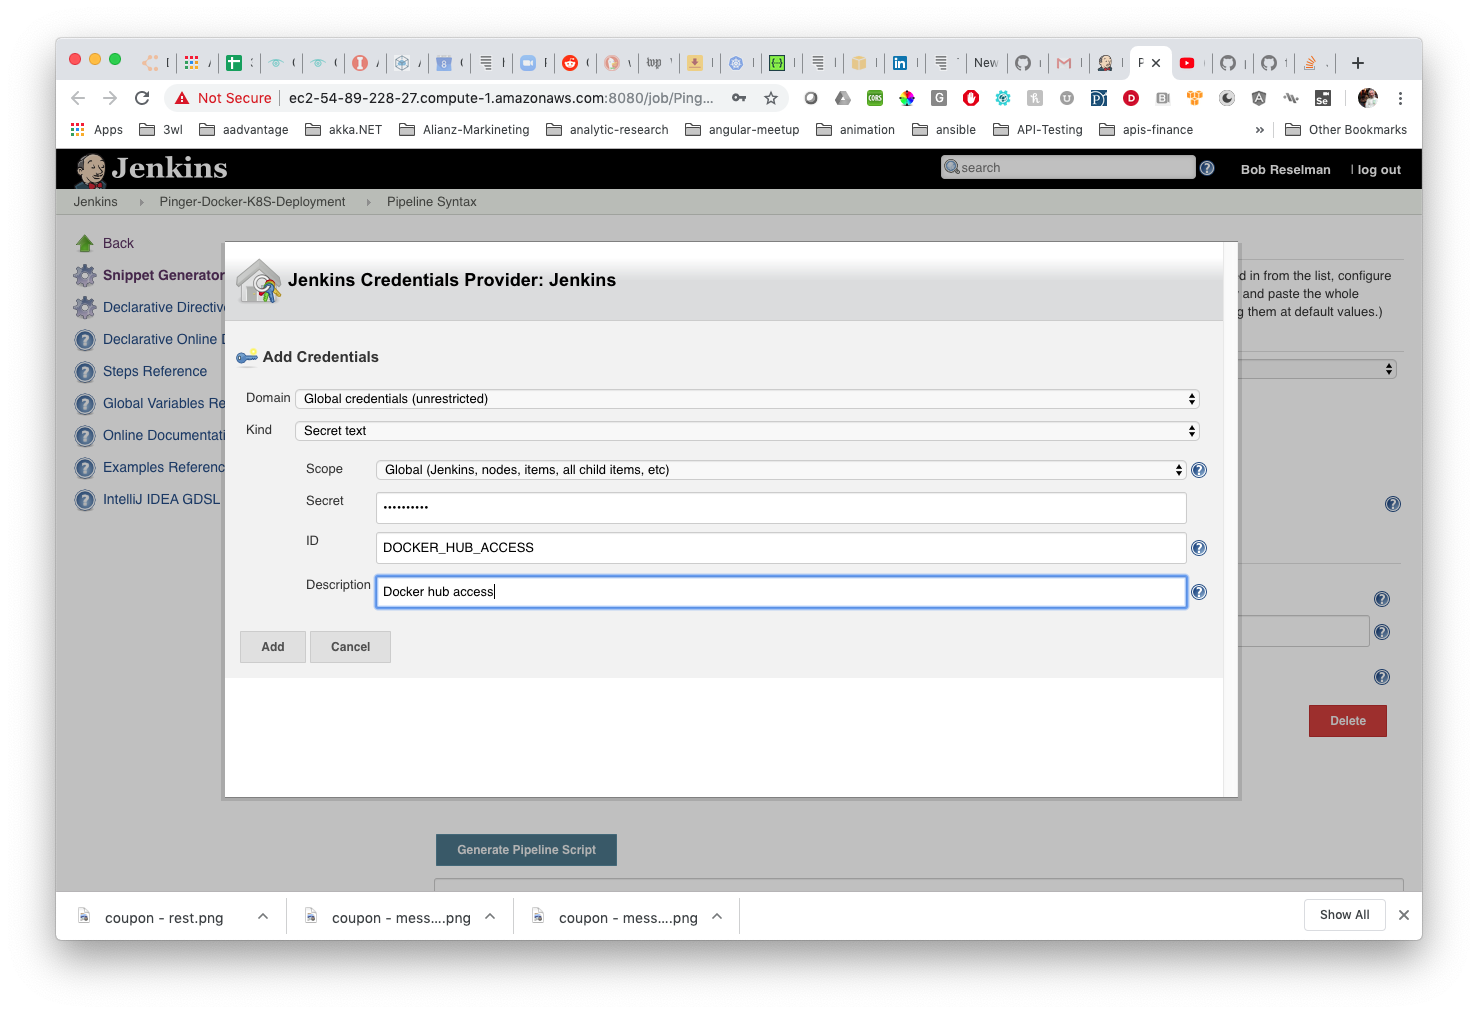 New
Not Secure | ec2-54-89-228-27.compute-1.amazonaws.com:8080/job/Ping...
Apps 3wl aadvantage akka.NET Alianz-Markineting analytic-research angular-meetup animation ansible API-Testing apis-finance » Other Bookmarks
Jenkins search Bob Reselman | log out
Jenkins Pinger-Docker-K8S-Deployment Pipeline Syntax
Back
Snippet Generator
Declarative Directiv
Declarative Online D
Steps Reference
Global Variables Re
Online Documentati
Examples Referenc
IntelliJ IDEA GDSL
d in from the list, configure
and paste the whole
g them at default values.)
Jenkins Credentials Provider: Jenkins
Add Credentials
Domain Global credentials (unrestricted)
Kind Secret text
Scope Global (Jenkins, nodes, items, all child items, etc)
Secret ••••••••••
ID DOCKER_HUB_ACCESS
Description Docker hub access
Add Cancel
Delete
Generate Pipeline Script
coupon - rest.png coupon - mess....png coupon - mess....png Show All